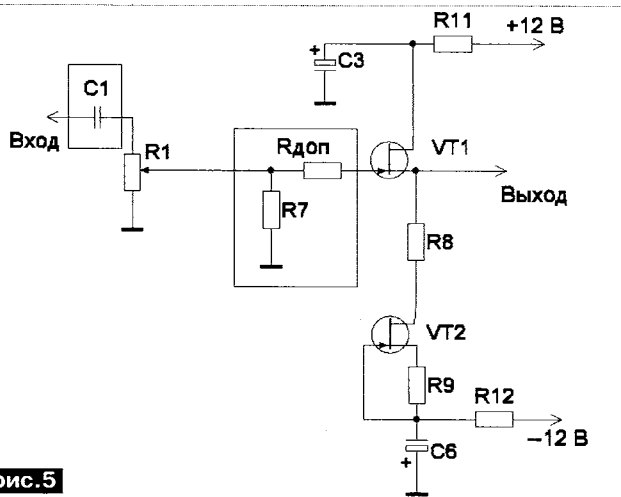 R11
+12 В
C3
C1
Вход
R1
Rдоп
VT1
R7
Выход
R8
VT2
R9
R12
–12 В
C6
рис.5